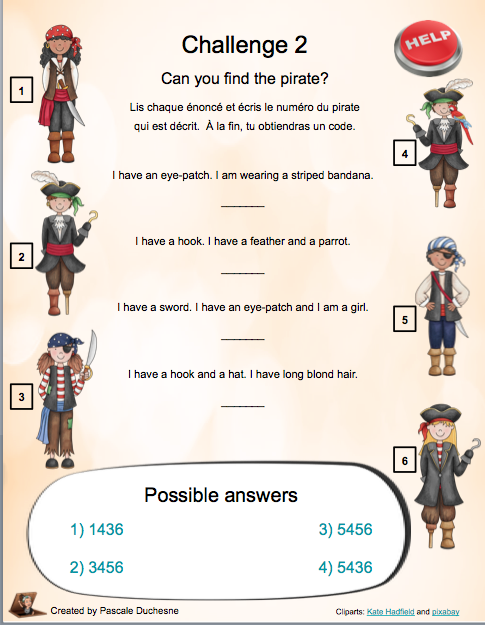 Challenge 2
HELP
Can you find the pirate?
1
Lis chaque énoncé et écris le numéro du pirate
qui est décrit. À la fin, tu obtiendras un code.
4
I have an eye-patch. I am wearing a striped bandana.
_______
2
I have a hook. I have a feather and a parrot.
_______
I have a sword. I have an eye-patch and I am a girl.
5
_______
3
I have a hook and a hat. I have long blond hair.
_______
6
Possible answers
1) 1436
3) 5456
2) 3456
4) 5436
Created by Pascale Duchesne
Cliparts: Kate Hadfield and pixabay